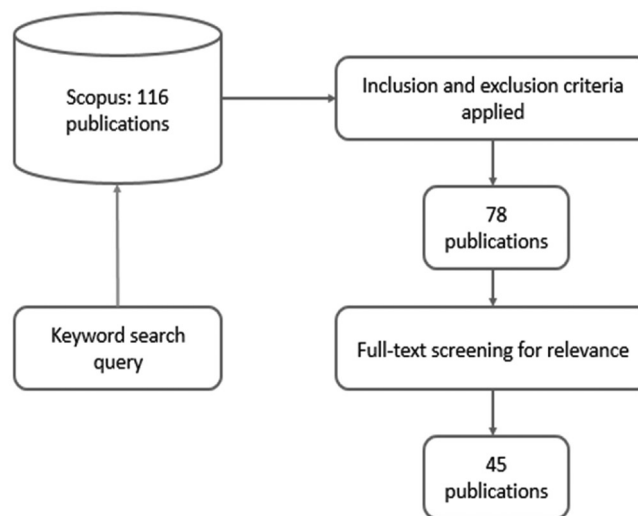 Scopus: 116
publications
Inclusion and exclusion criteria
applied
78
publications
Keyword search
query
Full-text screening for relevance
45
publications